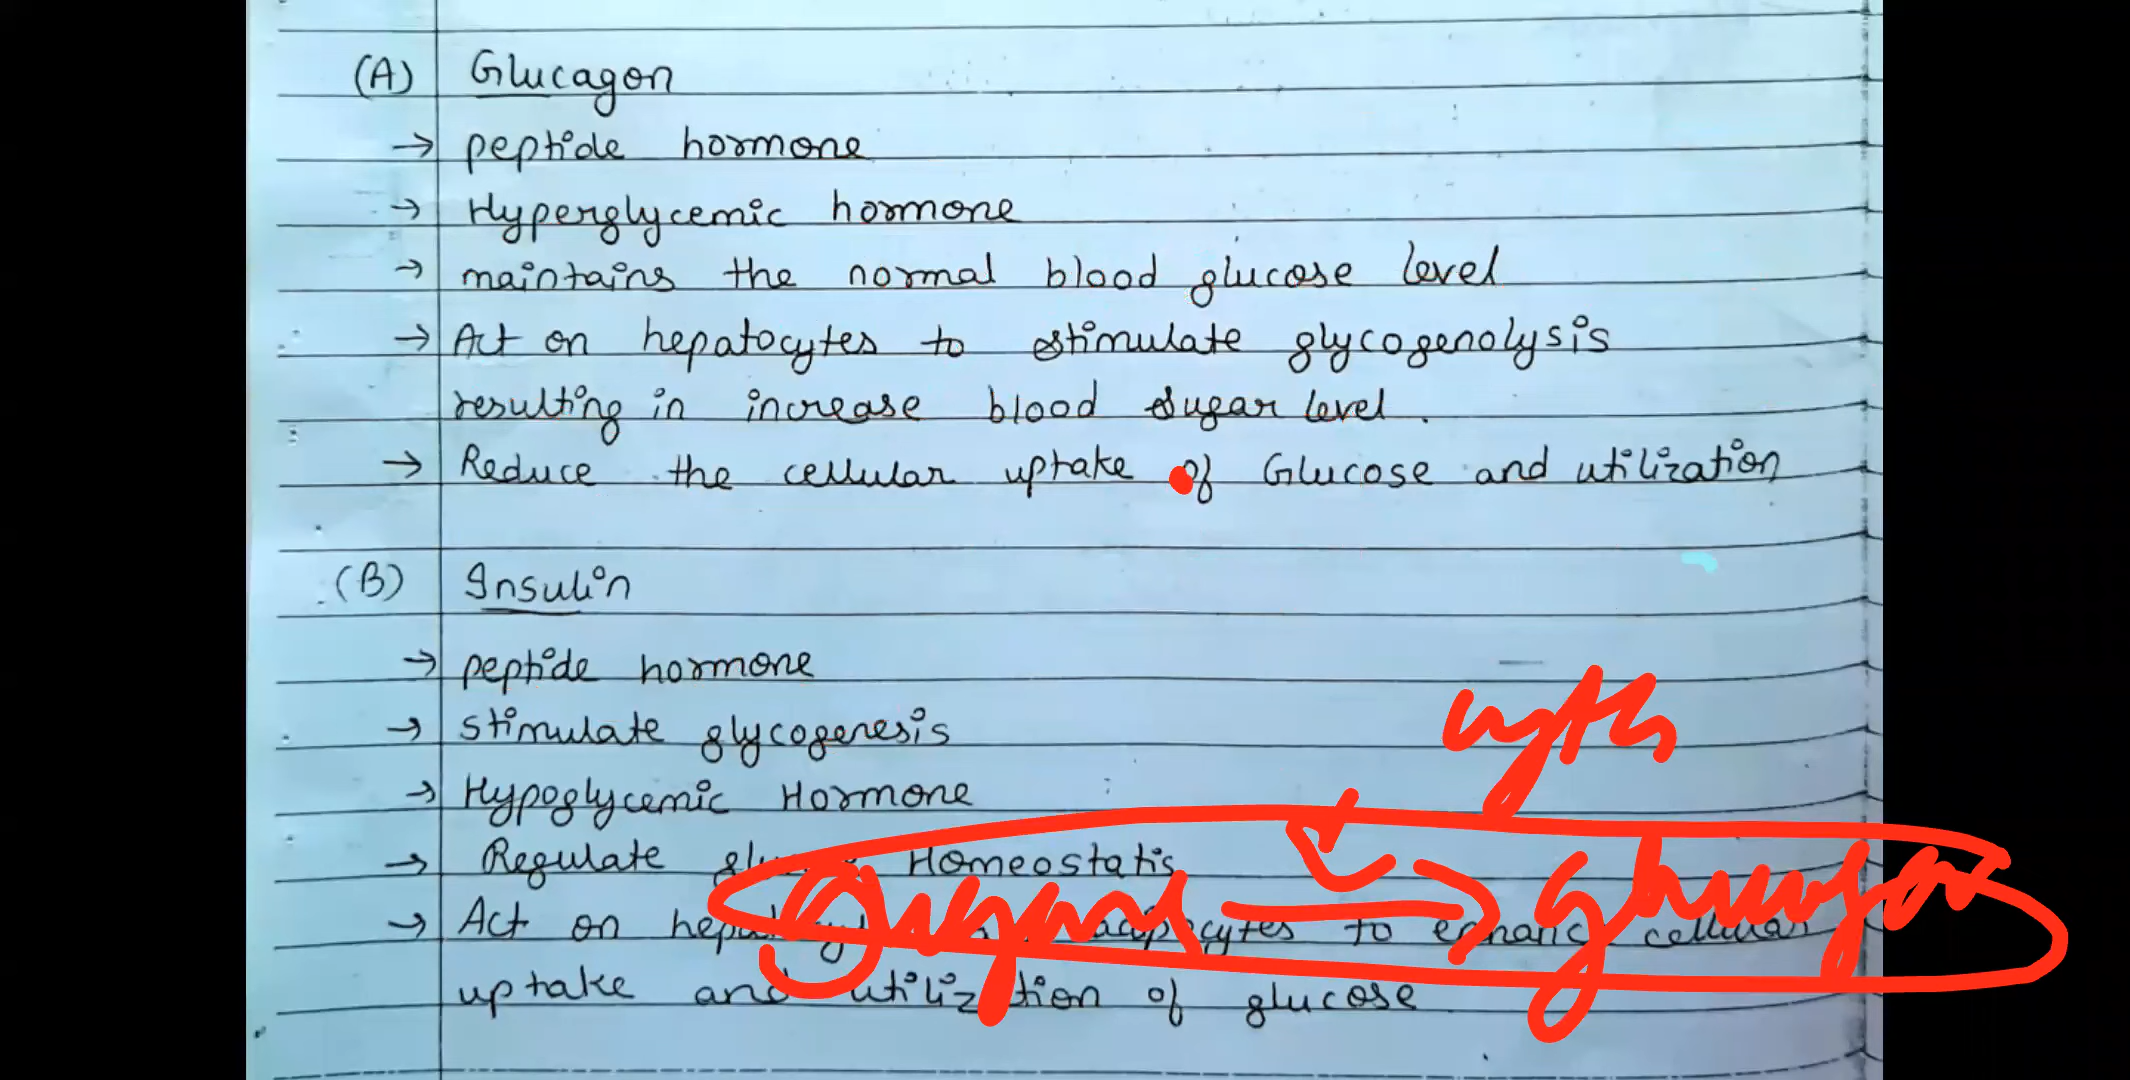 (A) Glucagon
→ peptide hormone
→ Hyperglycemic hormone
→ maintains the normal blood glucose level
→ Act on hepatocytes to stimulate glycogenolysis
resulting in increase blood sugar level.
→ Reduce the cellular uptake of Glucose and utilization
(B) Insulin
→ peptide hormone
→ stimulate glycogenesis
→ Hypoglycemic Hormone
→ Regulate Homeostatis
→ Act on to cellular
uptake and utilization of glucose